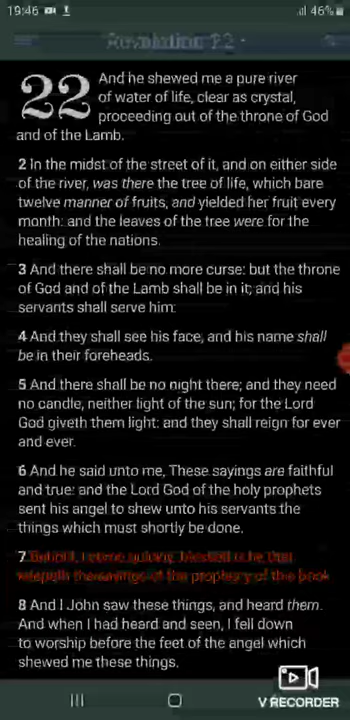 19:46 46%
Revelation 22
22 And he shewed me a pure river
of water of life, clear as crystal,
proceeding out of the throne of God
and of the Lamb.
2 In the midst of the street of it, and on either side
of the river, was there the tree of life, which bare
twelve manner of fruits, and yielded her fruit every
month: and the leaves of the tree were for the
healing of the nations.
3 And there shall be no more curse: but the throne
of God and of the Lamb shall be in it; and his
servants shall serve him:
4 And they shall see his face; and his name shall
be in their foreheads.
5 And there shall be no night there; and they need
no candle, neither light of the sun; for the Lord
God giveth them light: and they shall reign for ever
and ever.
6 And he said unto me, These sayings are faithful
and true: and the Lord God of the holy prophets
sent his angel to shew unto his servants the
things which must shortly be done.
7 Behold, I come quickly: blessed is he that
keepeth the sayings of the prophecy of this book.
8 And I John saw these things, and heard them.
And when I had heard and seen, I fell down
to worship before the feet of the angel which
shewed me these things.
V RECORDER